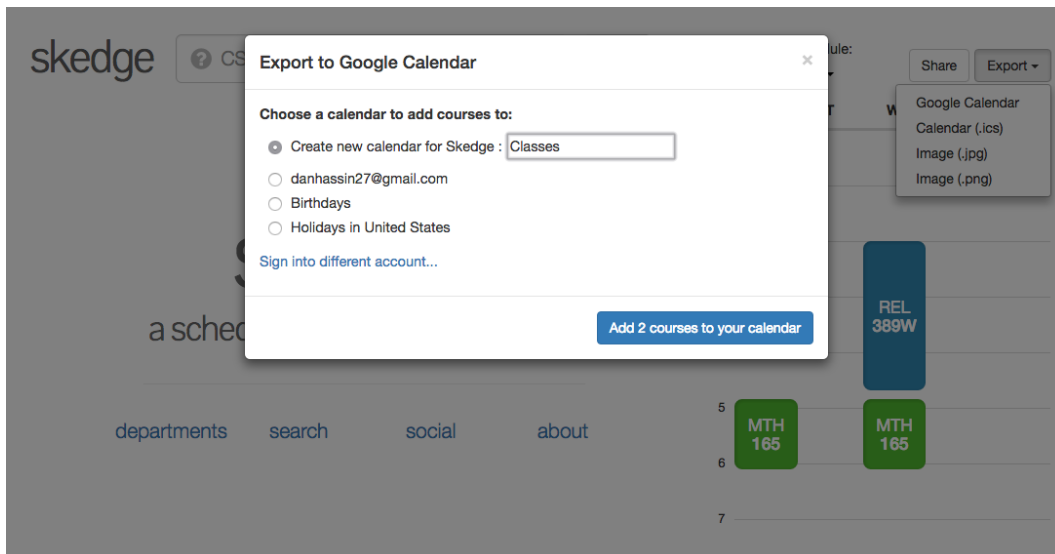 skedge
CS
Export to Google Calendar
×
Choose a calendar to add courses to:
Create new calendar for Skedge : Classes
danhassin27@gmail.com
Birthdays
Holidays in United States
Sign into different account...
Add 2 courses to your calendar
Share
Export
Google Calendar
Calendar (.ics)
Image (.jpg)
Image (.png)
a sched
departments
search
social
about
T
W
REL
389W
5
MTH
165
MTH
165
6
7